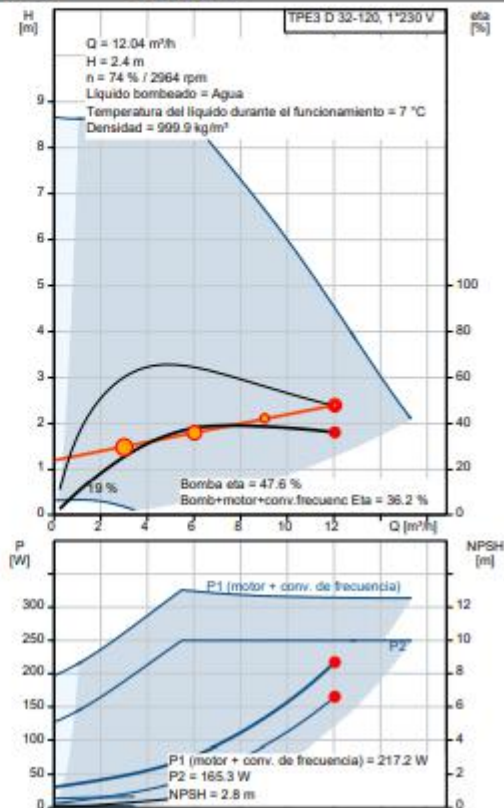 H
[m]
TPE3 D 32-120, 1*230 V
eta
[%]
Q = 12.04 m³/h
H = 2.4 m
n = 74 % / 2964 rpm
Líquido bombeado = Agua
Temperatura del líquido durante el funcionamiento = 7 °C
Densidad = 999.9 kg/m³
9
8
7
6
5
4
3
2
1
0
100
80
60
40
20
0
19 %
Bomba eta = 47.6 %
Bomb+motor+conv.frecuenc Eta = 36.2 %
0 2 4 6 8 10 12 Q [m³/h]
P
[W]
NPSH
[m]
P1 (motor + conv. de frecuencia)
P2
300
250
200
150
100
50
0
12
10
8
6
4
2
0
P1 (motor + conv. de frecuencia) = 217.2 W
P2 = 165.3 W
NPSH = 2.8 m